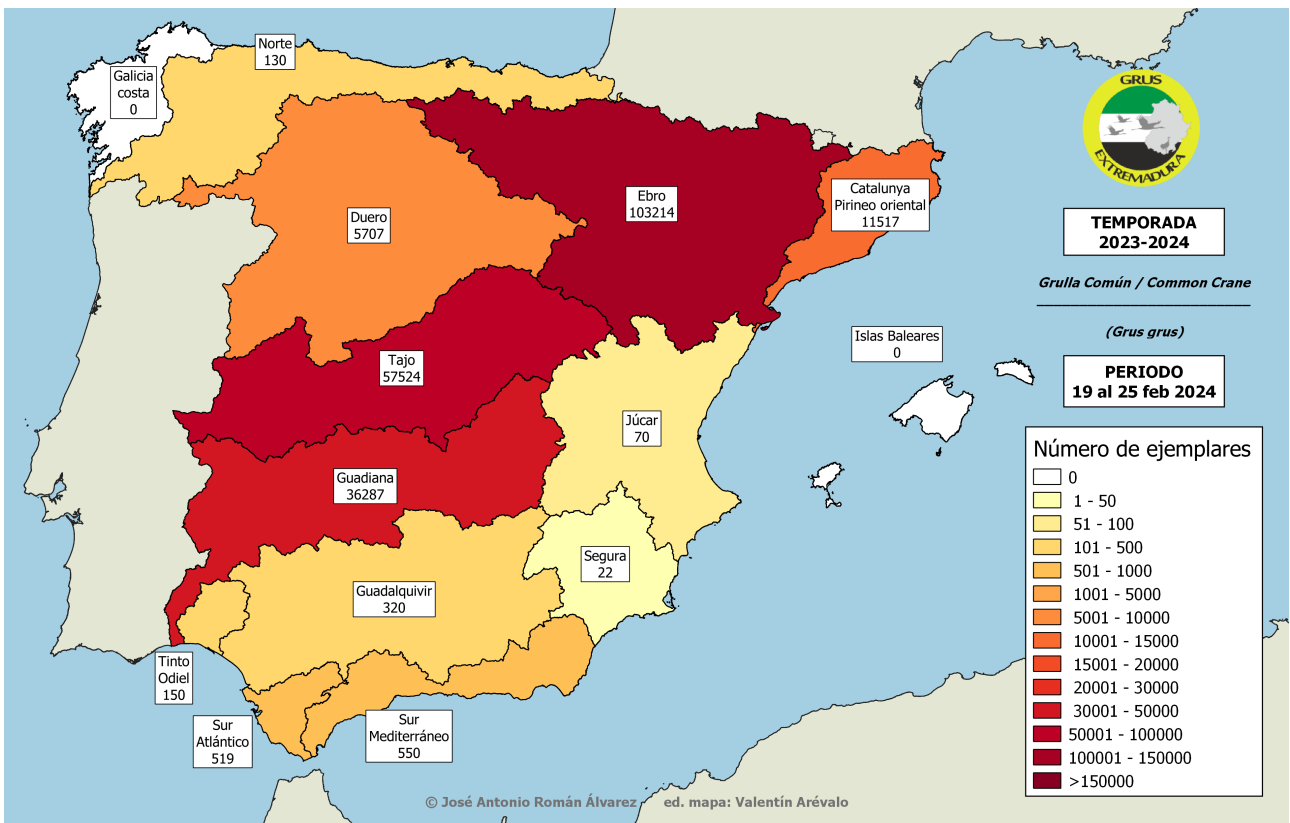 Norte
130
Galicia
costa
0
Duero
5707
Ebro
103214
Catalunya
Pirineo oriental
11517
Tajo
57524
Islas Baleares
0
Júcar
70
Guadiana
36287
Segura
22
Guadalquivir
320
Tinto
Odiel
150
Sur
Atlántico
519
Sur
Mediterráneo
550
GRUS
EXTREMADURA
TEMPORADA
2023-2024
Grulla Común / Common Crane
(Grus grus)
PERIODO
19 al 25 feb 2024
Número de ejemplares
0
1 - 50
51 - 100
101 - 500
501 - 1000
1001 - 5000
5001 - 10000
10001 - 15000
15001 - 20000
20001 - 30000
30001 - 50000
50001 - 100000
100001 - 150000
>150000
© José Antonio Román Álvarez ed. mapa: Valentín Arévalo